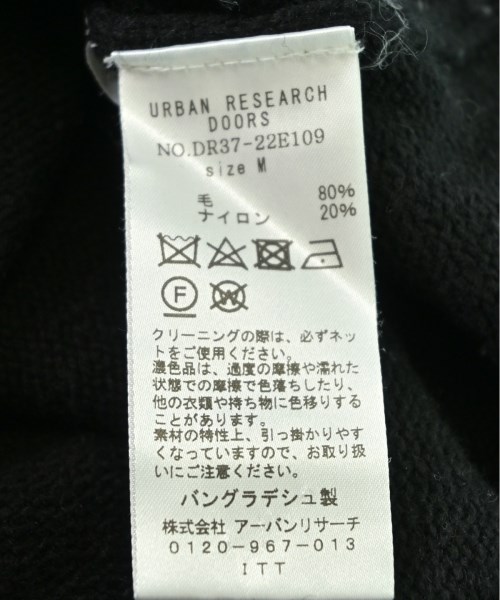 URBAN RESEARCH
DOORS
NO.DR37-22E109
size M
毛 80%
ナイロン 20%
F W
クリーニングの際は、必ずネッ
トをご使用ください。
濃色品は、過度の摩擦や濡れた
状態での摩擦で色落ちしたり、
他の衣類や持ち物に色移りする
ことがあります。
素材の特性上、引っ掛かりやす
くなっていますので、お取り扱
いにご注意ください。
バングラデシュ製
株式会社 アーバンリサーチ
0120-967-013
ITT